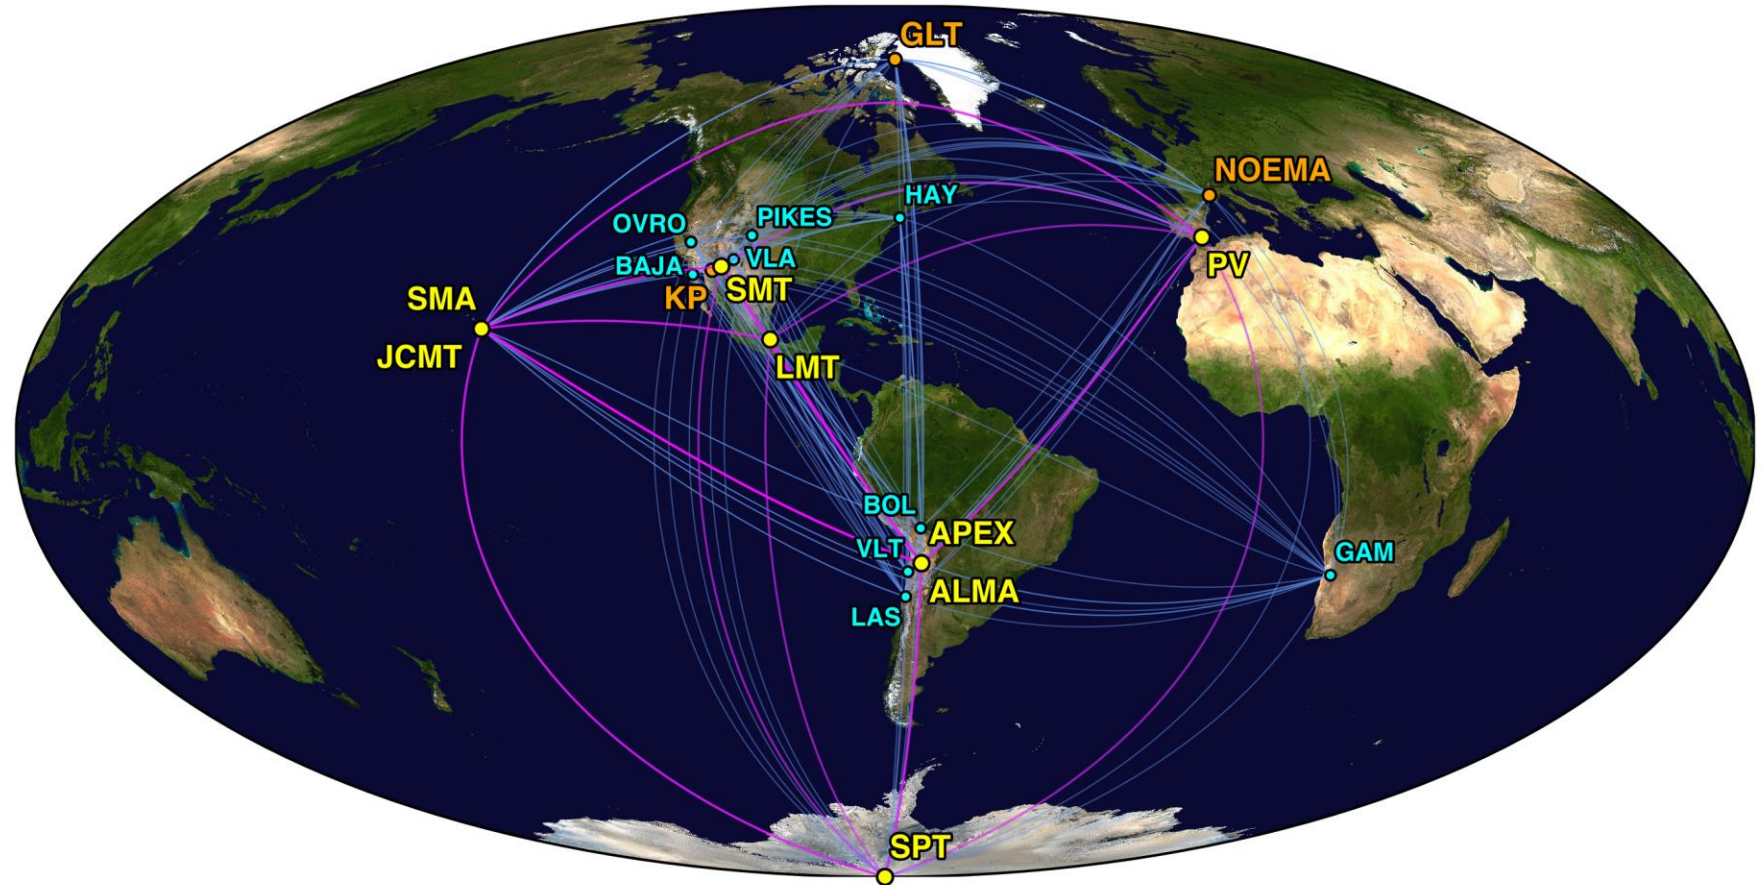 GLT
NOEMA
HAY
OVRO
PIKES
BAJA
VLA
PV
KP
SMT
SMA
JCMT
LMT
BOL
APEX
VLT
GAM
ALMA
LAS
SPT